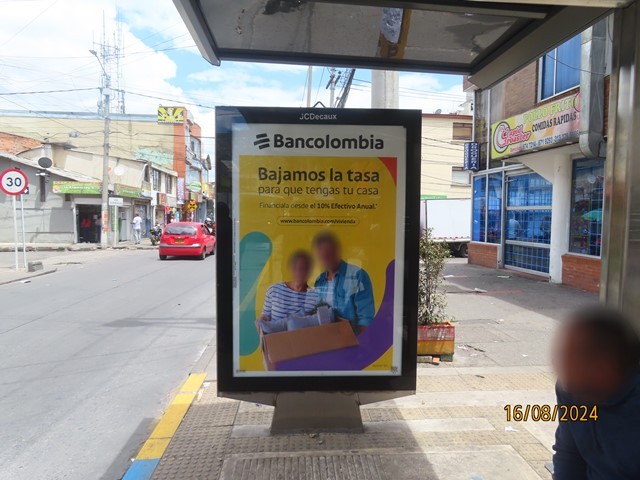 JCDecaux
Bancolombia
Bajamos la tasa
para que tengas tu casa
Finánciala desde el 10% Efectivo Anual.*
www.bancolombia.com/vivienda
30
COMIDAS RAPIDAS
16/08/2024